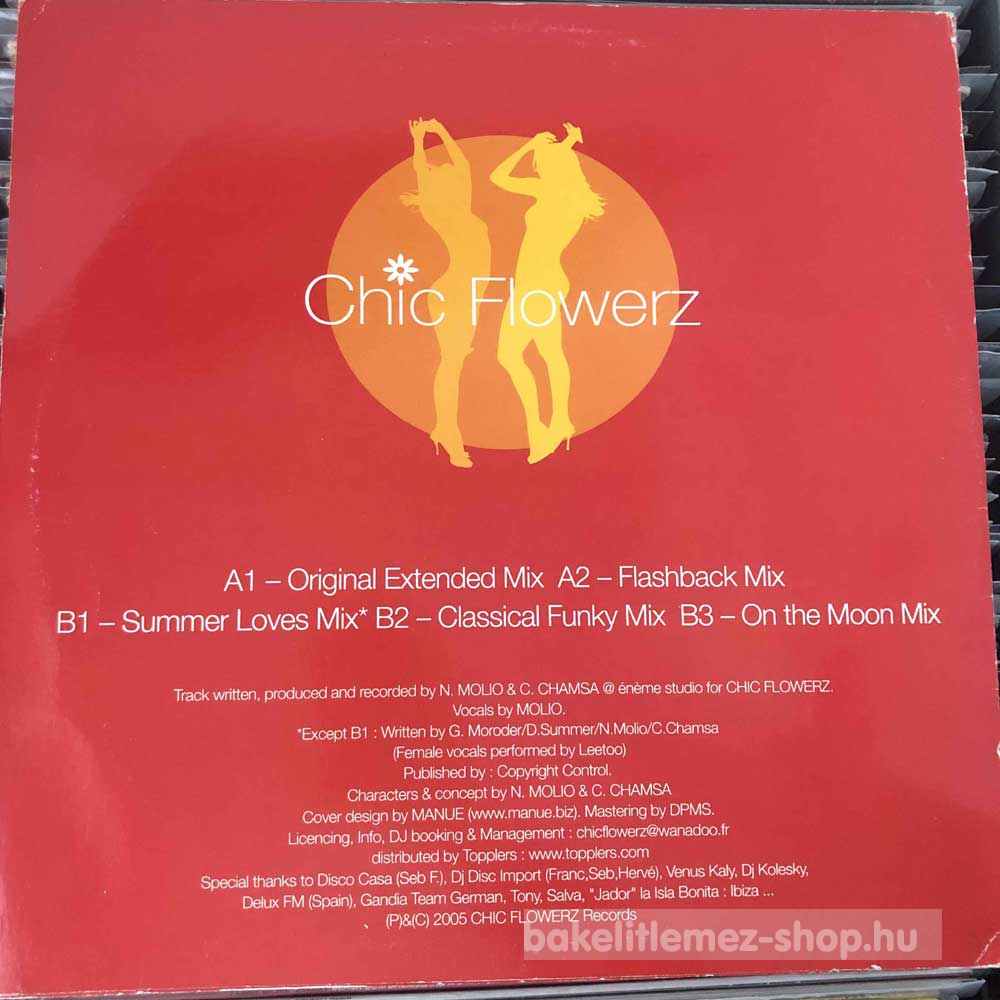 Chic Flowerz
A1 – Original Extended Mix A2 – Flashback Mix
B1 – Summer Loves Mix* B2 – Classical Funky Mix B3 – On the Moon Mix
Track written, produced and recorded by N. MOLIO & C. CHAMSA @ énème studio for CHIC FLOWERZ.
Vocals by MOLIO.
*Except B1 : Written by G. Moroder/D.Summer/N.Molio/C.Chamsa
(Female vocals performed by Leetoo)
Published by : Copyright Control.
Characters & concept by N. MOLIO & C. CHAMSA
Cover design by MANUE (www.manue.biz). Mastering by DPMS.
Licencing, Info, DJ booking & Management : chicflowerz@wanadoo.fr
distributed by Topplers : www.topplers.com
Special thanks to Disco Casa (Seb F.), Dj Disc Import (Franc,Seb,Hervé), Venus Kaly, Dj Kolesky,
Delux FM (Spain), Gandia Team German, Tony, Salva, "Jador" la Isla Bonita : Ibiza ...
(P)&(C) 2005 CHIC FLOWERZ Records
bakelitlemez-shop.hu